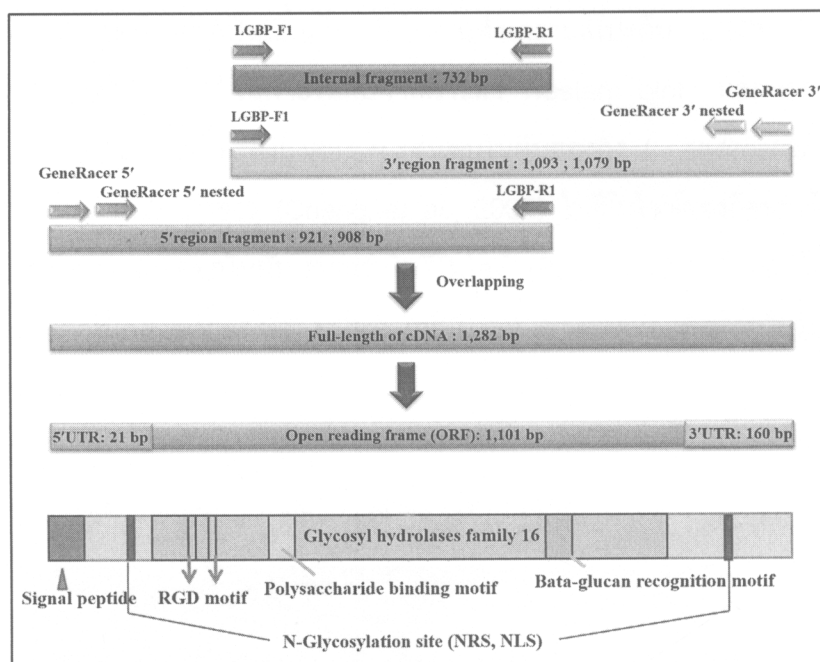 LGBP-F1
LGBP-R1
Internal fragment : 732 bp
GeneRacer 3′
GeneRacer 3′ nested
LGBP-F1
3′region fragment : 1,093 ; 1,079 bp
GeneRacer 5′
GeneRacer 5′ nested
LGBP-R1
5′region fragment : 921 ; 908 bp
Overlapping
Full-length of cDNA : 1,282 bp
5′UTR: 21 bp
Open reading frame (ORF): 1,101 bp
3′UTR: 160 bp
Glycosyl hydrolases family 16
Signal peptide
RGD motif
Polysaccharide binding motif
Bata-glucan recognition motif
N-Glycosylation site (NRS, NLS)